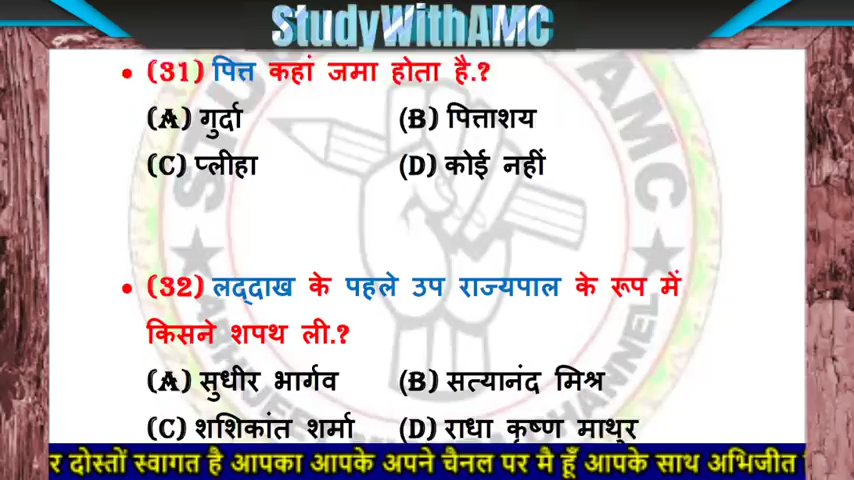 StudyWithAMC
• (31) पित्त कहां जमा होता है.?
(A) गुर्दा (B) पित्ताशय
(C) प्लीहा (D) कोई नहीं
• (32) लद्दाख के पहले उप राज्यपाल के रूप में
किसने शपथ ली.?
(A) सुधीर भार्गव (B) सत्यानंद मिश्र
(C) शशिकांत शर्मा (D) राधा कृष्ण माथुर
र दोस्तों स्वागत है आपका आपके अपने चैनल पर मै हूँ आपके साथ अभिजीत